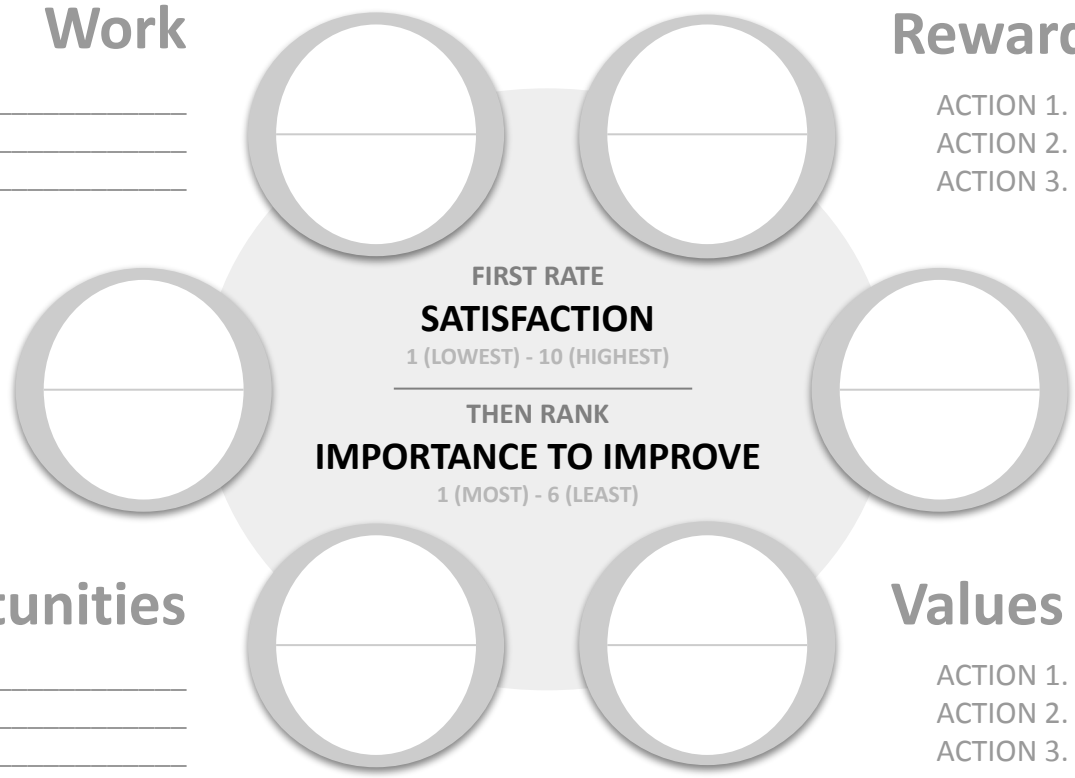 Work
Reward
ACTION 1.
ACTION 2.
ACTION 3.
FIRST RATE
SATISFACTION
1 (LOWEST) - 10 (HIGHEST)
THEN RANK
IMPORTANCE TO IMPROVE
1 (MOST) - 6 (LEAST)
tunities
Values
ACTION 1.
ACTION 2.
ACTION 3.